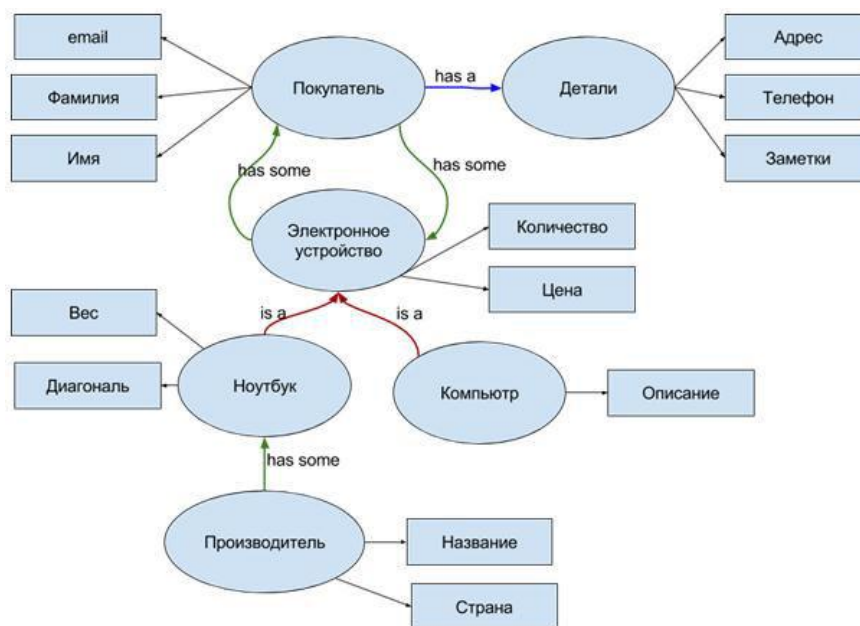 email
Покупатель
has a
Детали
Адрес
Фамилия
Телефон
Имя
Заметки
has some
has some
Электронное
устройство
Количество
Цена
Вес
is a
is a
Диагональ
Ноутбук
Компьютр
Описание
has some
Производитель
Название
Страна